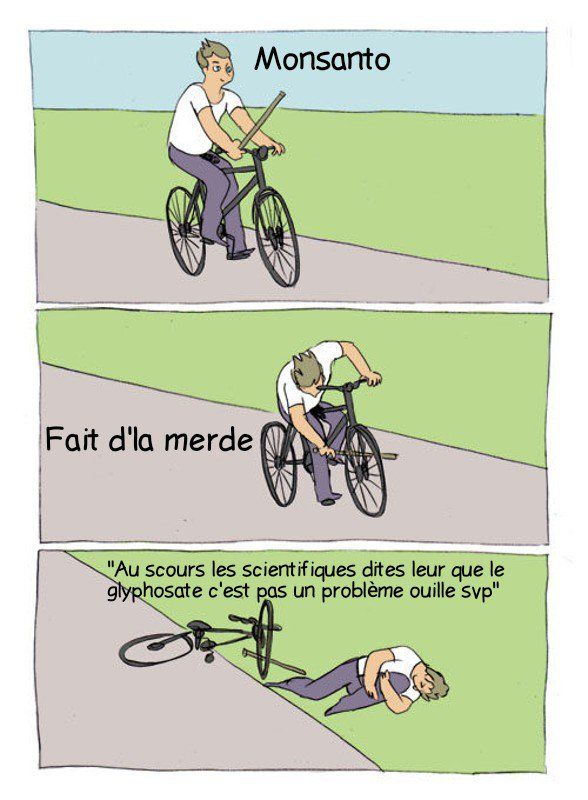 Monsanto
Fait d'la merde
"Au scours les scientifiques dites leur que le
glyphosate c'est pas un problème ouille svp"